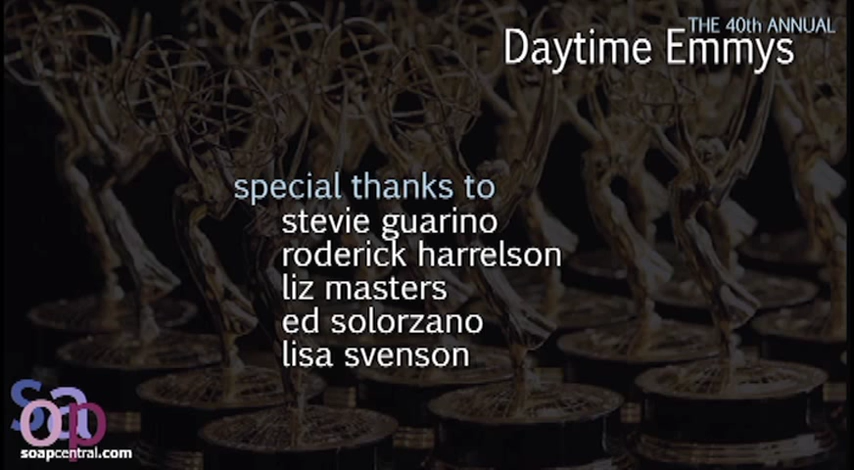 THE 40th ANNUAL
Daytime Emmys
special thanks to
stevie guarino
roderick harrelson
liz masters
ed solorzano
lisa svenson
soap
soapcentral.com